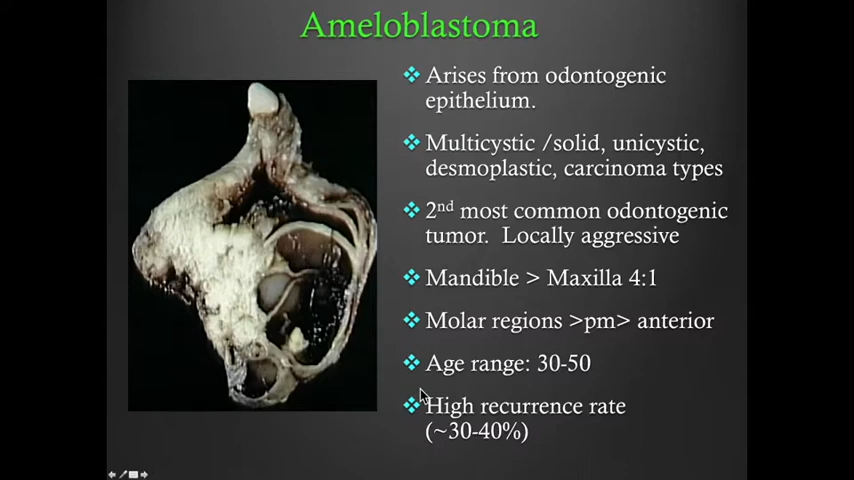 Ameloblastoma
Arises from odontogenic
epithelium.
Multicystic /solid, unicystic,
desmoplastic, carcinoma types
2nd most common odontogenic
tumor. Locally aggressive
Mandible > Maxilla 4:1
Molar regions >pm> anterior
Age range: 30-50
High recurrence rate
(~30-40%)